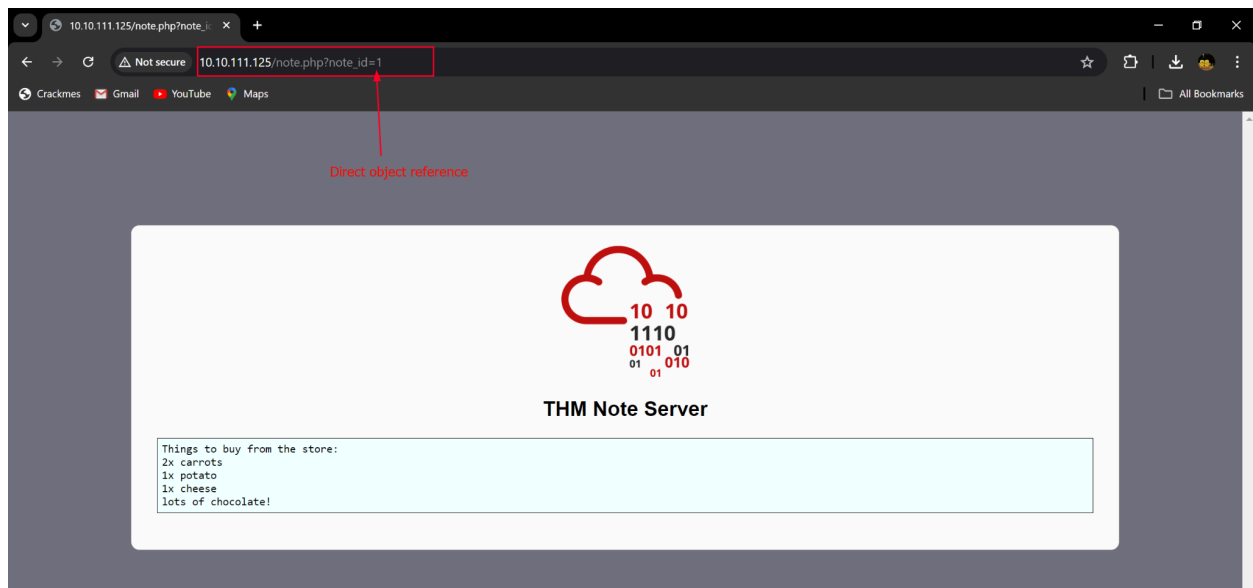 10.10.111.125/note.php?note_ic
Not secure
10.10.111.125/note.php?note_id=1
Crackmes
Gmail
YouTube
Maps
All Bookmarks
Direct object reference
10 10
1110
0101 01
01 010
01
THM Note Server
Things to buy from the store:
2x carrots
1x potato
1x cheese
lots of chocolate!